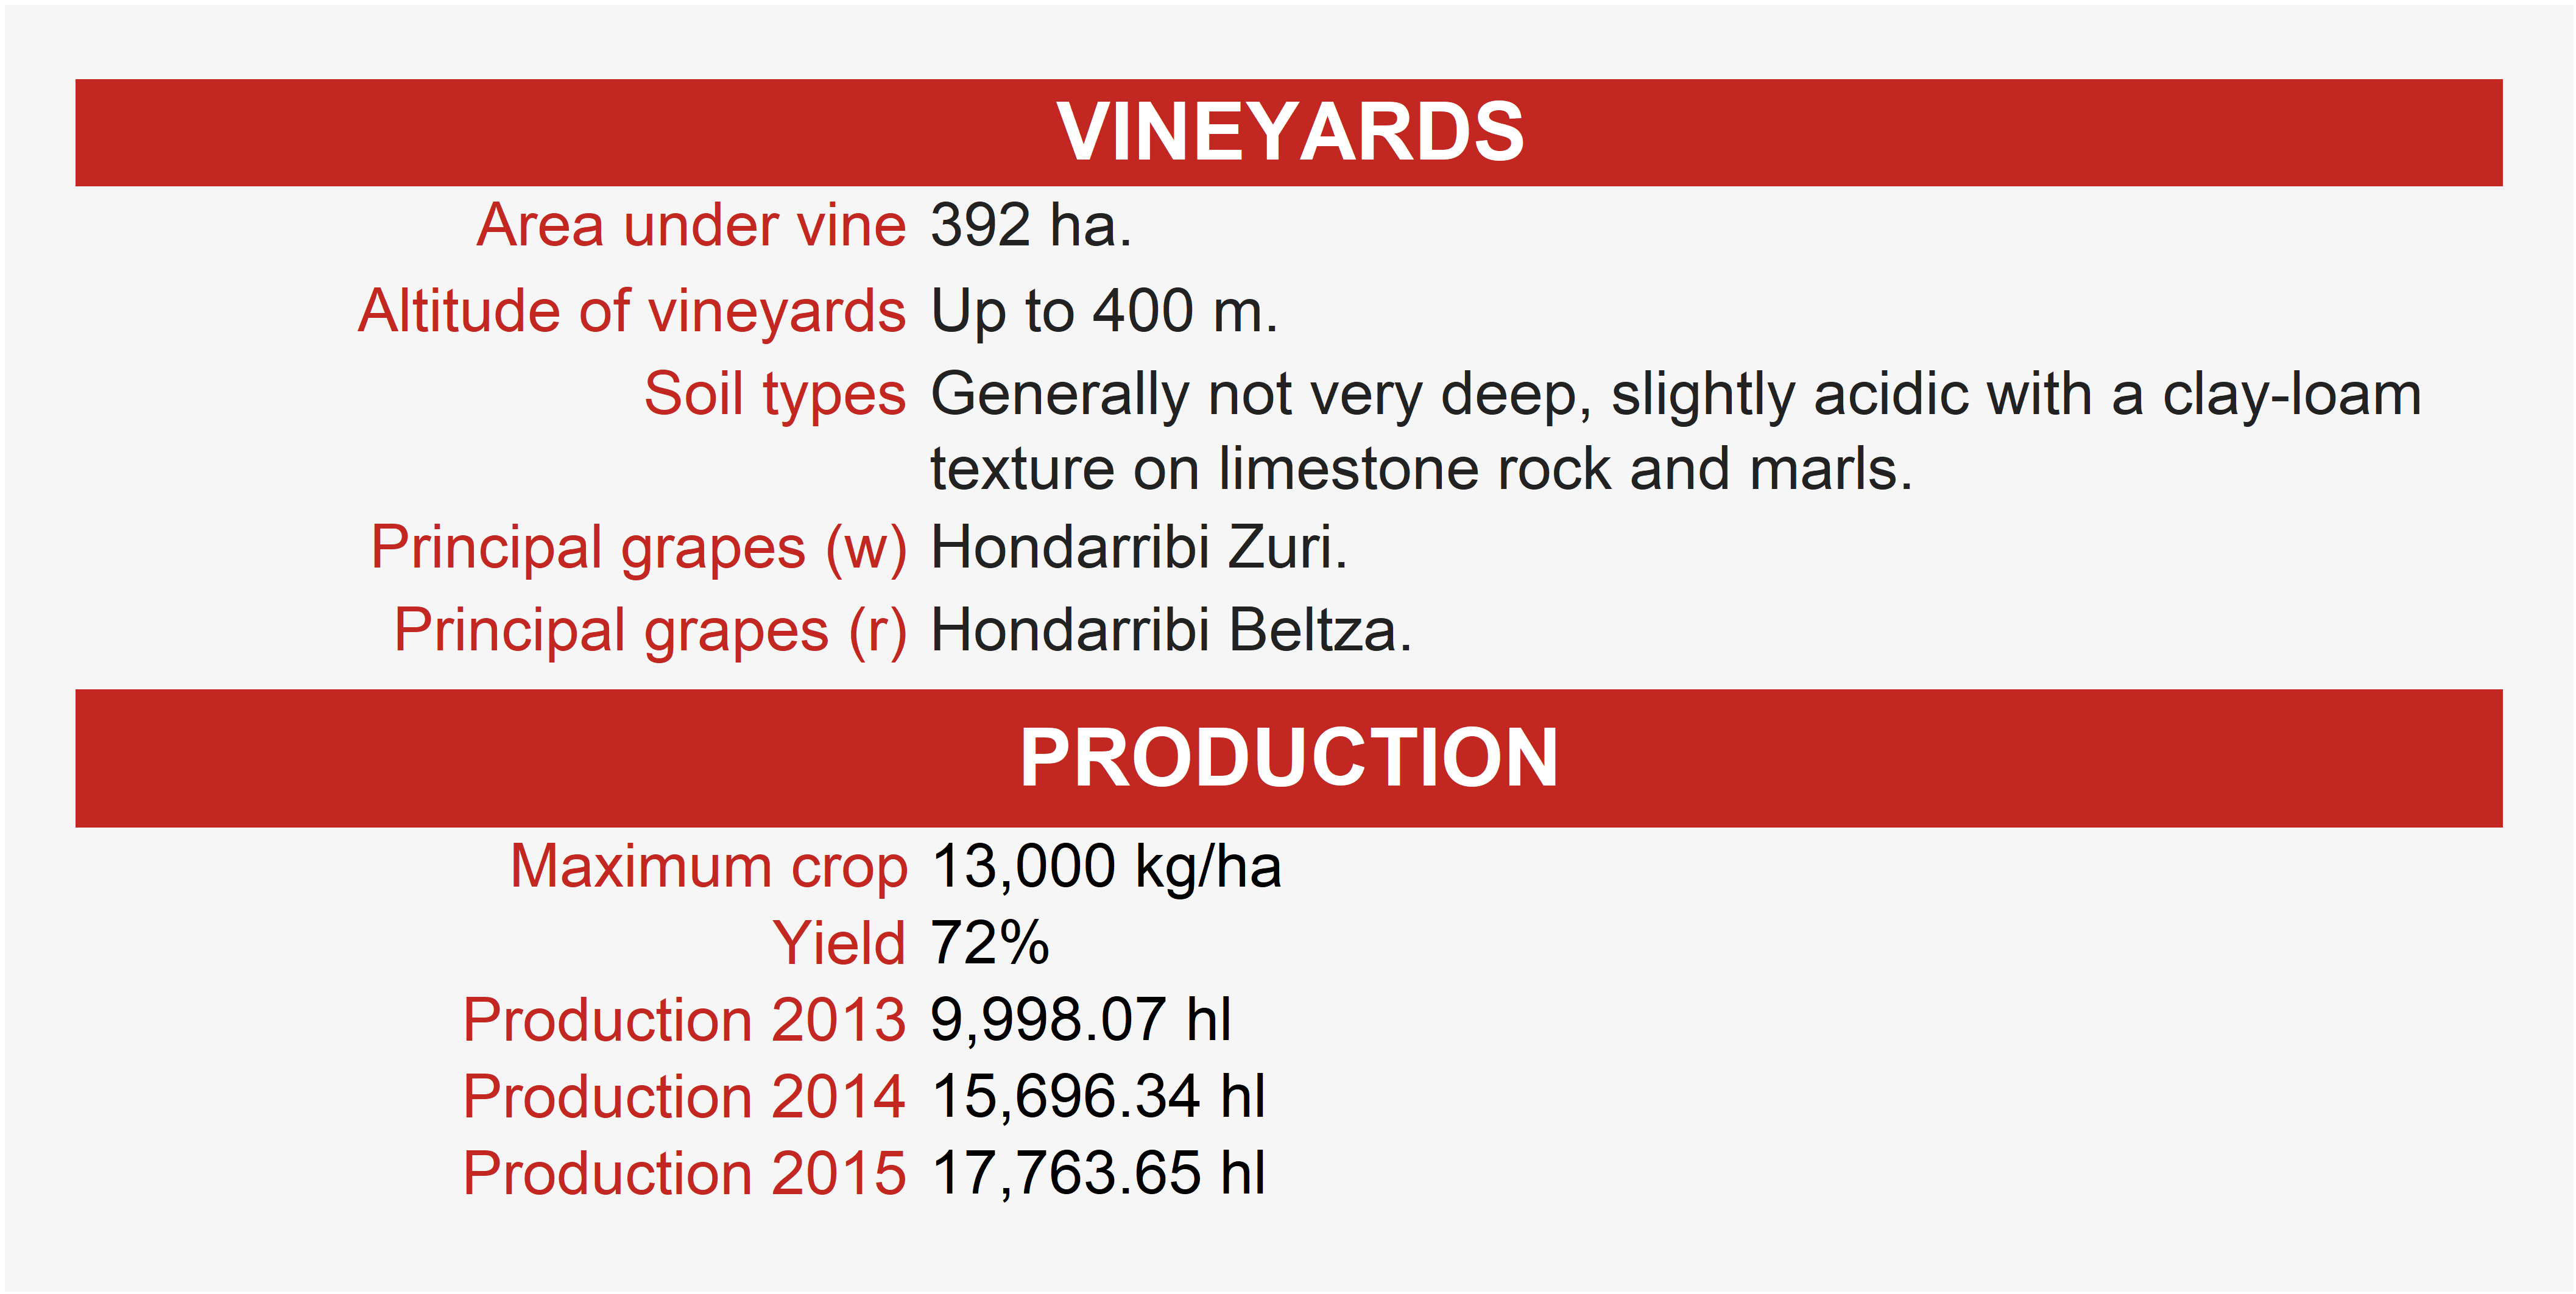 VINEYARDS
Area under vine 392 ha.
Altitude of vineyards Up to 400 m.
Soil types Generally not very deep, slightly acidic with a clay-loam
texture on limestone rock and marls.
Principal grapes (w) Hondarribi Zuri.
Principal grapes (r) Hondarribi Beltza.
PRODUCTION
Maximum crop 13,000 kg/ha
Yield 72%
Production 2013 9,998.07 hl
Production 2014 15,696.34 hl
Production 2015 17,763.65 hl